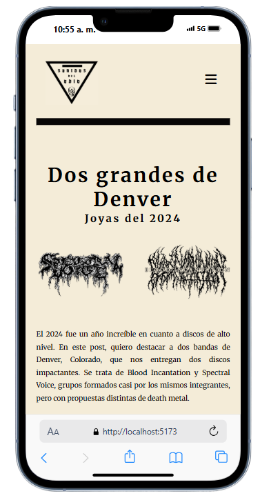 10:55 a. m.
5G
SONIDOS
DEL
ODIO
Dos grandes de
Denver
Joyas del 2024
El 2024 fue un año increíble en cuanto a discos de alto
nivel. En este post, quiero destacar a dos bandas de
Denver, Colorado, que nos entregan dos discos
impactantes. Se trata de Blood Incantation y Spectral
Voice, grupos formados casi por los mismos integrantes,
pero con propuestas distintas de death metal.
AA
http://localhost:5173